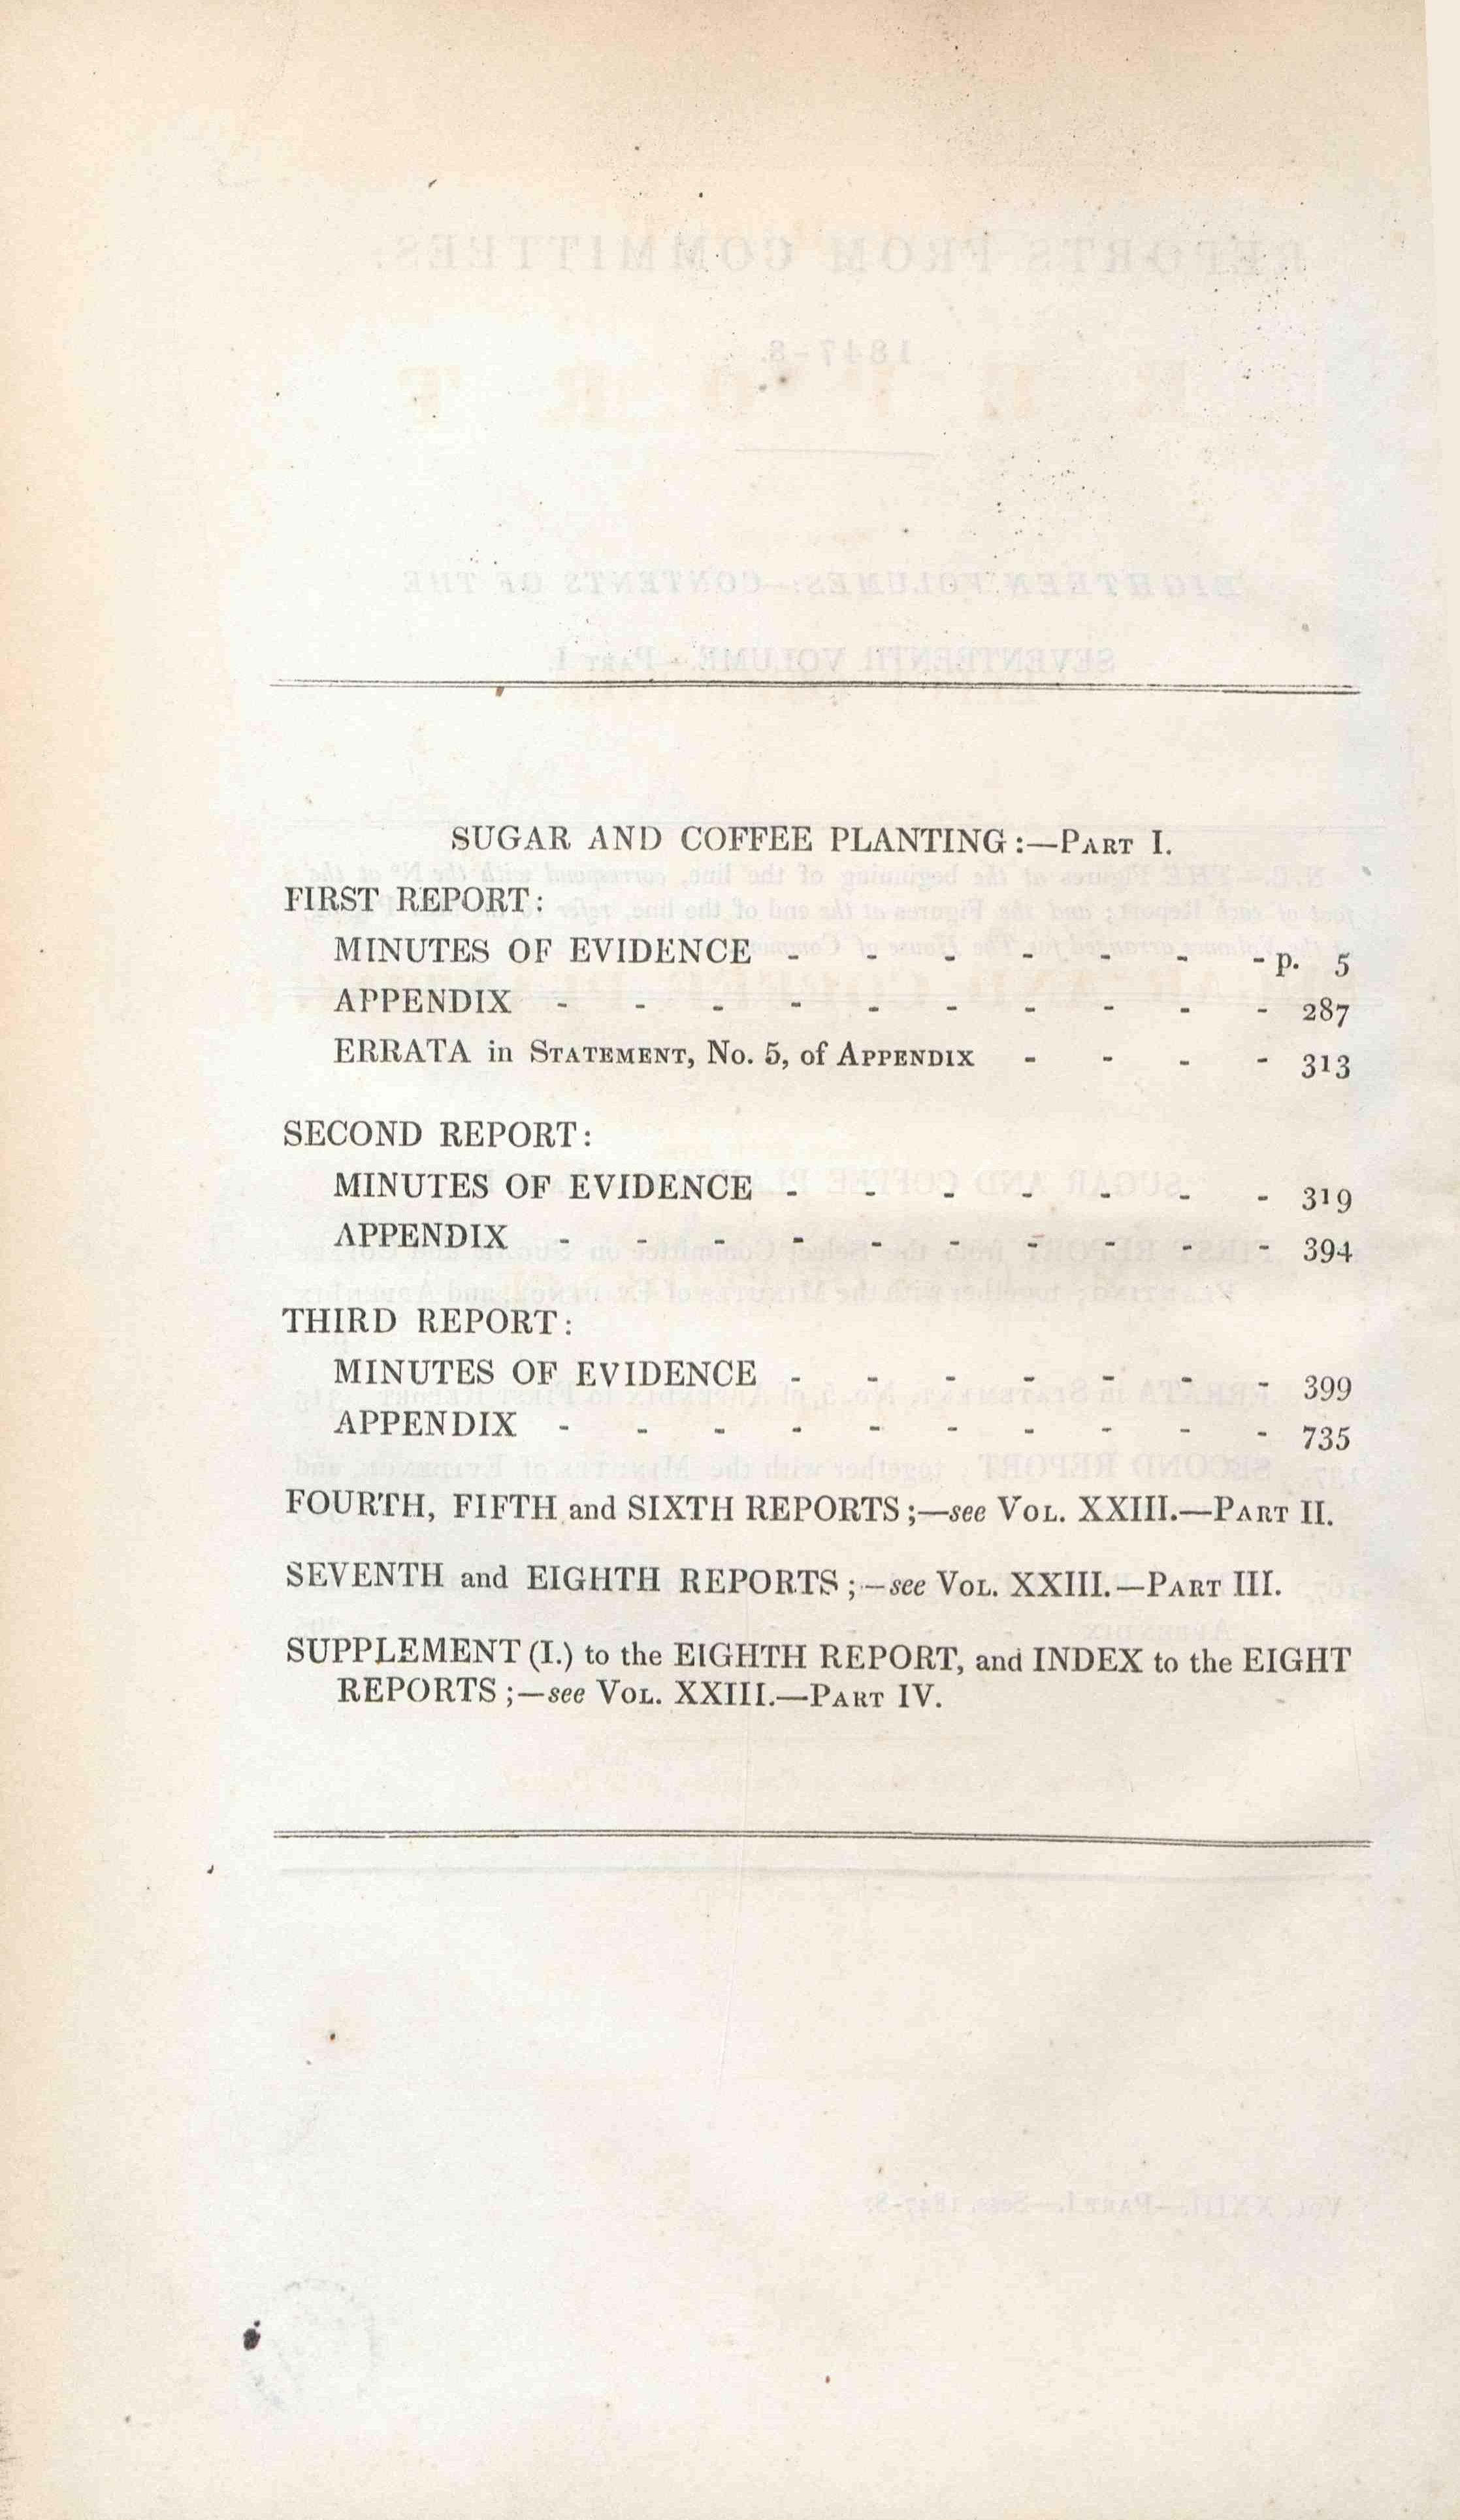 SUGAR AND COFFEE PLANTING:—PART I.
FIRST REPORT:
MINUTES OF EVIDENCE - - - - - - - p. 5
APPENDIX - - - - - - - - - - 287
ERRATA in STATEMENT, No. 5, of APPENDIX - - - - 313
SECOND REPORT:
MINUTES OF EVIDENCE - - - - - - - 319
APPENDIX - - - - - - - - - - 394
THIRD REPORT:
MINUTES OF EVIDENCE - - - - - - - 399
APPENDIX - - - - - - - - - - 735
FOURTH, FIFTH and SIXTH REPORTS;—see VOL. XXIII.—PART II.
SEVENTH and EIGHTH REPORTS;—see VOL. XXIII.—PART III.
SUPPLEMENT (I.) to the EIGHTH REPORT, and INDEX to the EIGHT
REPORTS;—see VOL. XXIII.—PART IV.